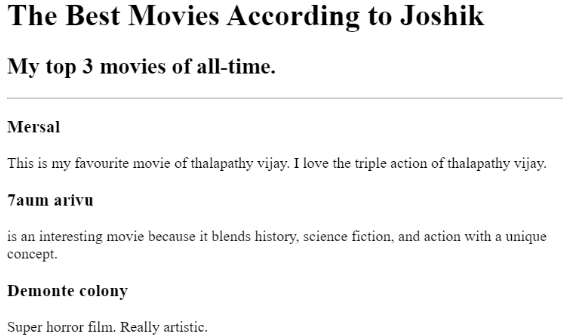 The Best Movies According to Joshik
My top 3 movies of all-time.
Mersal
This is my favourite movie of thalapathy vijay. I love the triple action of thalapathy vijay.
7aum arivu
is an interesting movie because it blends history, science fiction, and action with a unique
concept.
Demonte colony
Super horror film. Really artistic.